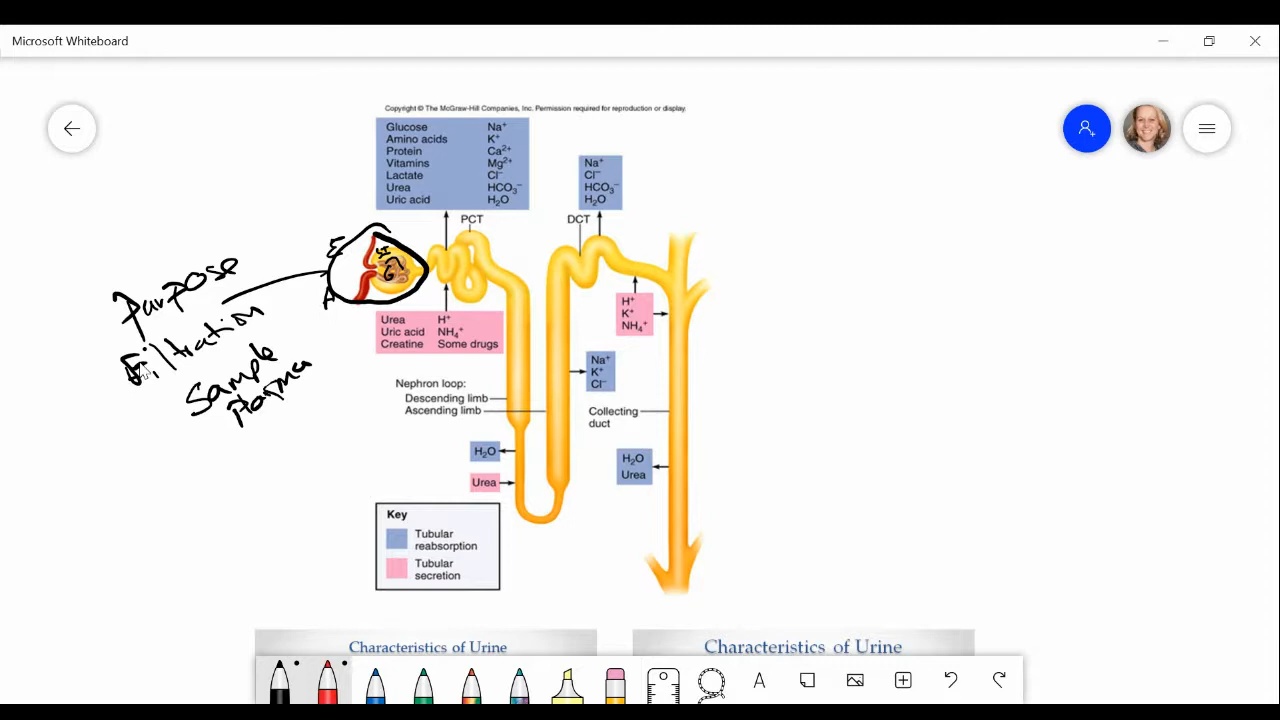 Microsoft Whiteboard
Copyright © The McGraw-Hill Companies, Inc. Permission required for reproduction or display.
Glucose Na⁺
Amino acids K⁺
Protein Ca²⁺
Vitamins Mg²⁺
Lactate Cl⁻
Urea HCO₃⁻
Uric acid H₂O
Na⁺
Cl⁻
HCO₃⁻
H₂O
PCT
DCT
E
A
G
Purpose
Filtration
Sample
Plasma
Urea H⁺
Uric acid NH₄⁺
Creatine Some drugs
H⁺
K⁺
NH₄⁺
Na⁺
K⁺
Cl⁻
Nephron loop:
Descending limb
Ascending limb
Collecting
duct
H₂O
Urea
H₂O
Urea
Key
Tubular
reabsorption
Tubular
secretion
Characteristics of Urine
Characteristics of Urine
A